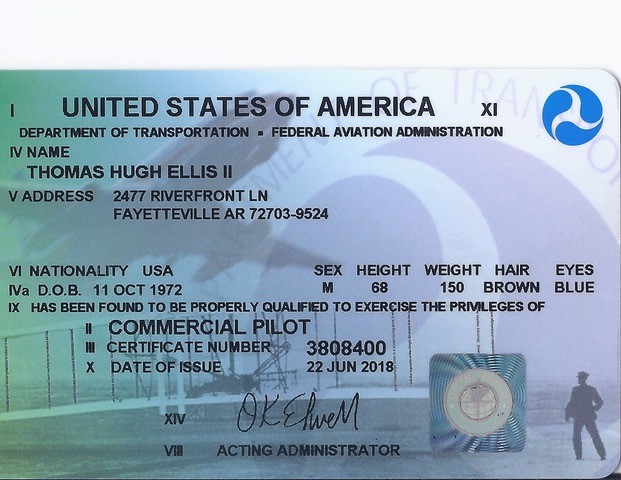 OF TRAN
I UNITED STATES OF AMERICA XI
DEPARTMENT OF TRANSPORTATION ▪ FEDERAL AVIATION ADMINISTRATION
IV NAME
THOMAS HUGH ELLIS II
V ADDRESS 2477 RIVERFRONT LN
FAYETTEVILLE AR 72703-9524
VI NATIONALITY USA SEX HEIGHT WEIGHT HAIR EYES
IVa D.O.B. 11 OCT 1972 M 68 150 BROWN BLUE
IX HAS BEEN FOUND TO BE PROPERLY QUALIFIED TO EXERCISE THE PRIVILEGES OF
II COMMERCIAL PILOT
III CERTIFICATE NUMBER 3808400
X DATE OF ISSUE 22 JUN 2018
XIV
VIII ACTING ADMINISTRATOR